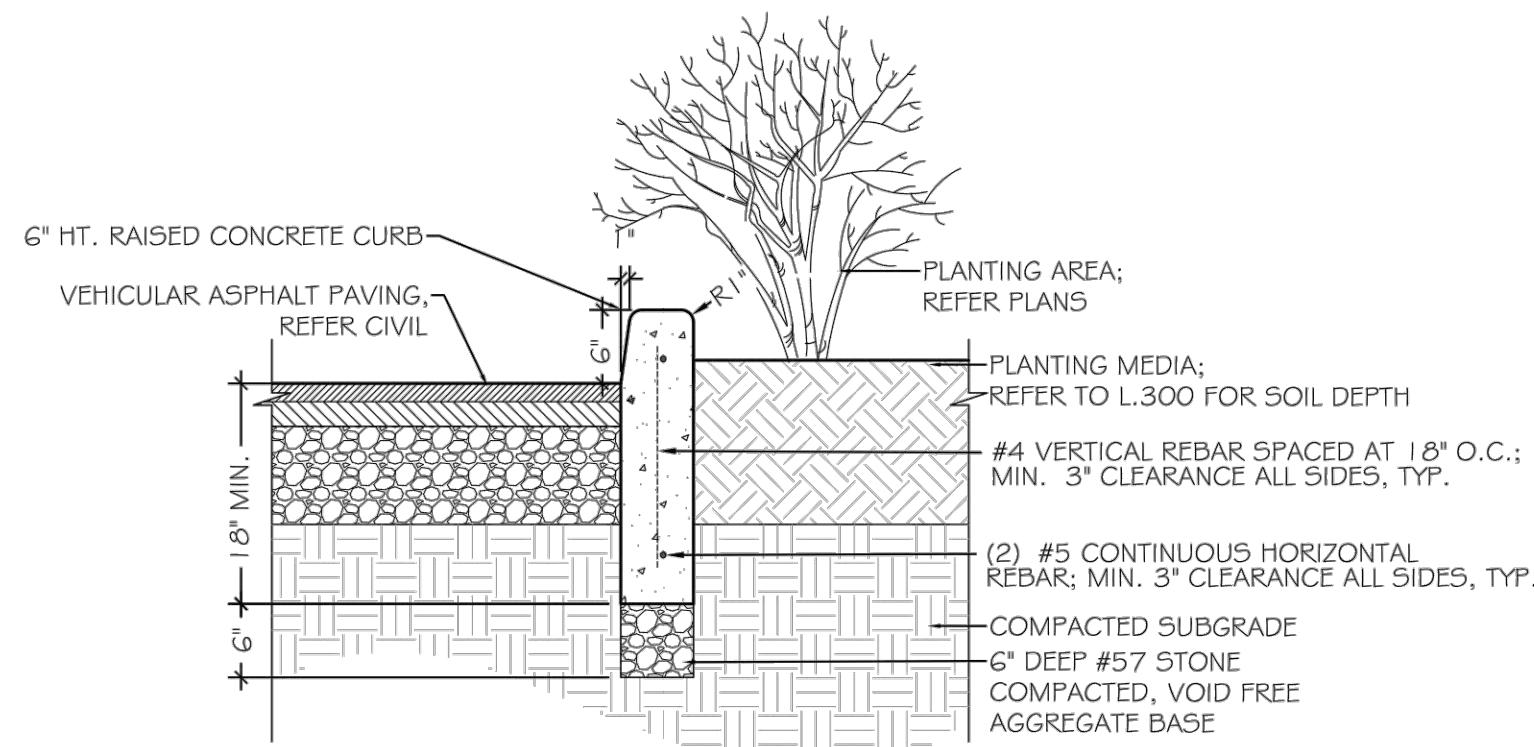 6" HT. RAISED CONCRETE CURB
VEHICULAR ASPHALT PAVING,
REFER CIVIL
1"
R1"
6"
18" MIN.
6"
PLANTING AREA;
REFER PLANS
PLANTING MEDIA;
REFER TO L.300 FOR SOIL DEPTH
#4 VERTICAL REBAR SPACED AT 18" O.C.;
MIN. 3" CLEARANCE ALL SIDES, TYP.
(2) #5 CONTINUOUS HORIZONTAL
REBAR; MIN. 3" CLEARANCE ALL SIDES, TYP.
COMPACTED SUBGRADE
6" DEEP #57 STONE
COMPACTED, VOID FREE
AGGREGATE BASE